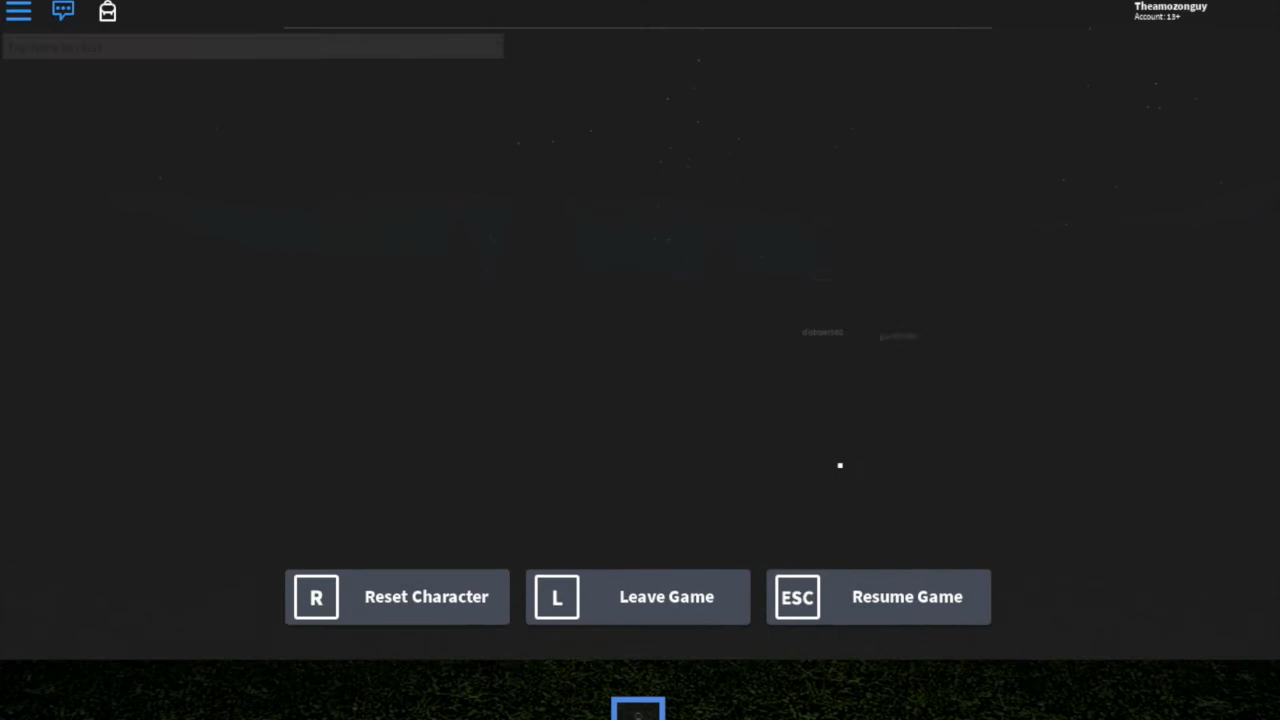 Theamozonguy
Account: 13+
R Reset Character
L Leave Game
ESC Resume Game